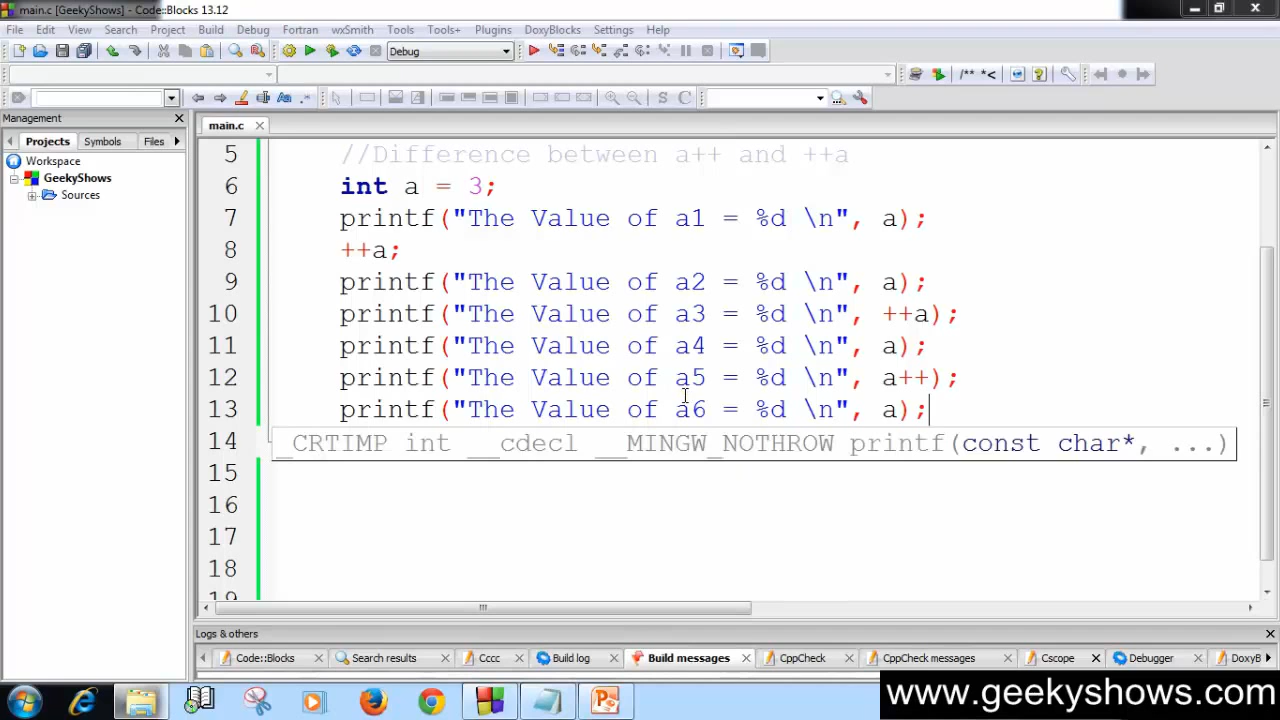 main.c [GeekyShows] - Code::Blocks 13.12
File Edit View Search Project Build Debug Fortran wxSmith Tools Tools+ Plugins DoxyBlocks Settings Help
Debug
/** *<
S C
Management
main.c
Projects Symbols Files
Workspace
GeekyShows
Sources
5 //Difference between a++ and ++a
6 int a = 3;
7 printf("The Value of a1 = %d \n", a);
8 ++a;
9 printf("The Value of a2 = %d \n", a);
10 printf("The Value of a3 = %d \n", ++a);
11 printf("The Value of a4 = %d \n", a);
12 printf("The Value of a5 = %d \n", a++);
13 printf("The Value of a6 = %d \n", a);
14 _CRTIMP int __cdecl __MINGW_NOTHROW printf(const char*, ...)
15
16
17
18
19
Logs & others
Code::Blocks Search results Cccc Build log Build messages CppCheck CppCheck messages Cscope Debugger DoxyB
www.geekyshows.com